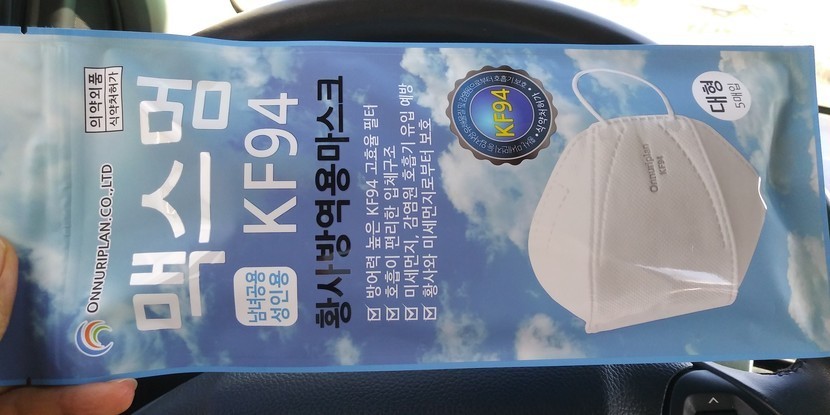 ONNURIPLAN.CO.,LTD
의약외품
식약처허가
맥스멈
남녀공용
성인용
KF94
황사방역용마스크
☑ 방어력 높은 KF94 고효율 필터
☑ 호흡이 편리한 입체구조
☑ 미세먼지, 감염원 호흡기 유입 예방
☑ 황사와 미세먼지로부터 보호
KF94
식약처허가
대형
5매입
Onnuriplan
KF94